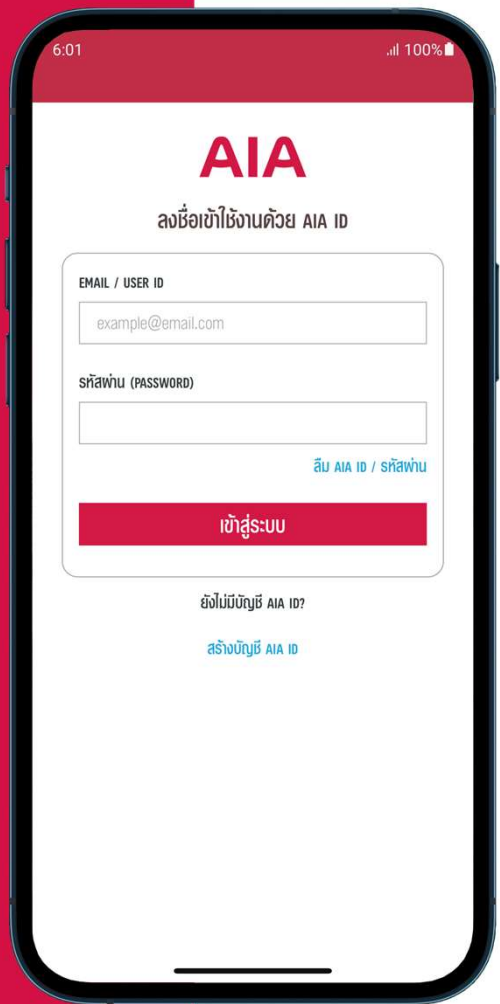 6:01 100%
AIA
ลงชื่อเข้าใช้งานด้วย AIA ID
EMAIL / USER ID
example@email.com
รหัสผ่าน (PASSWORD)
ลืม AIA ID / รหัสผ่าน
เข้าสู่ระบบ
ยังไม่มีบัญชี AIA ID?
สร้างบัญชี AIA ID